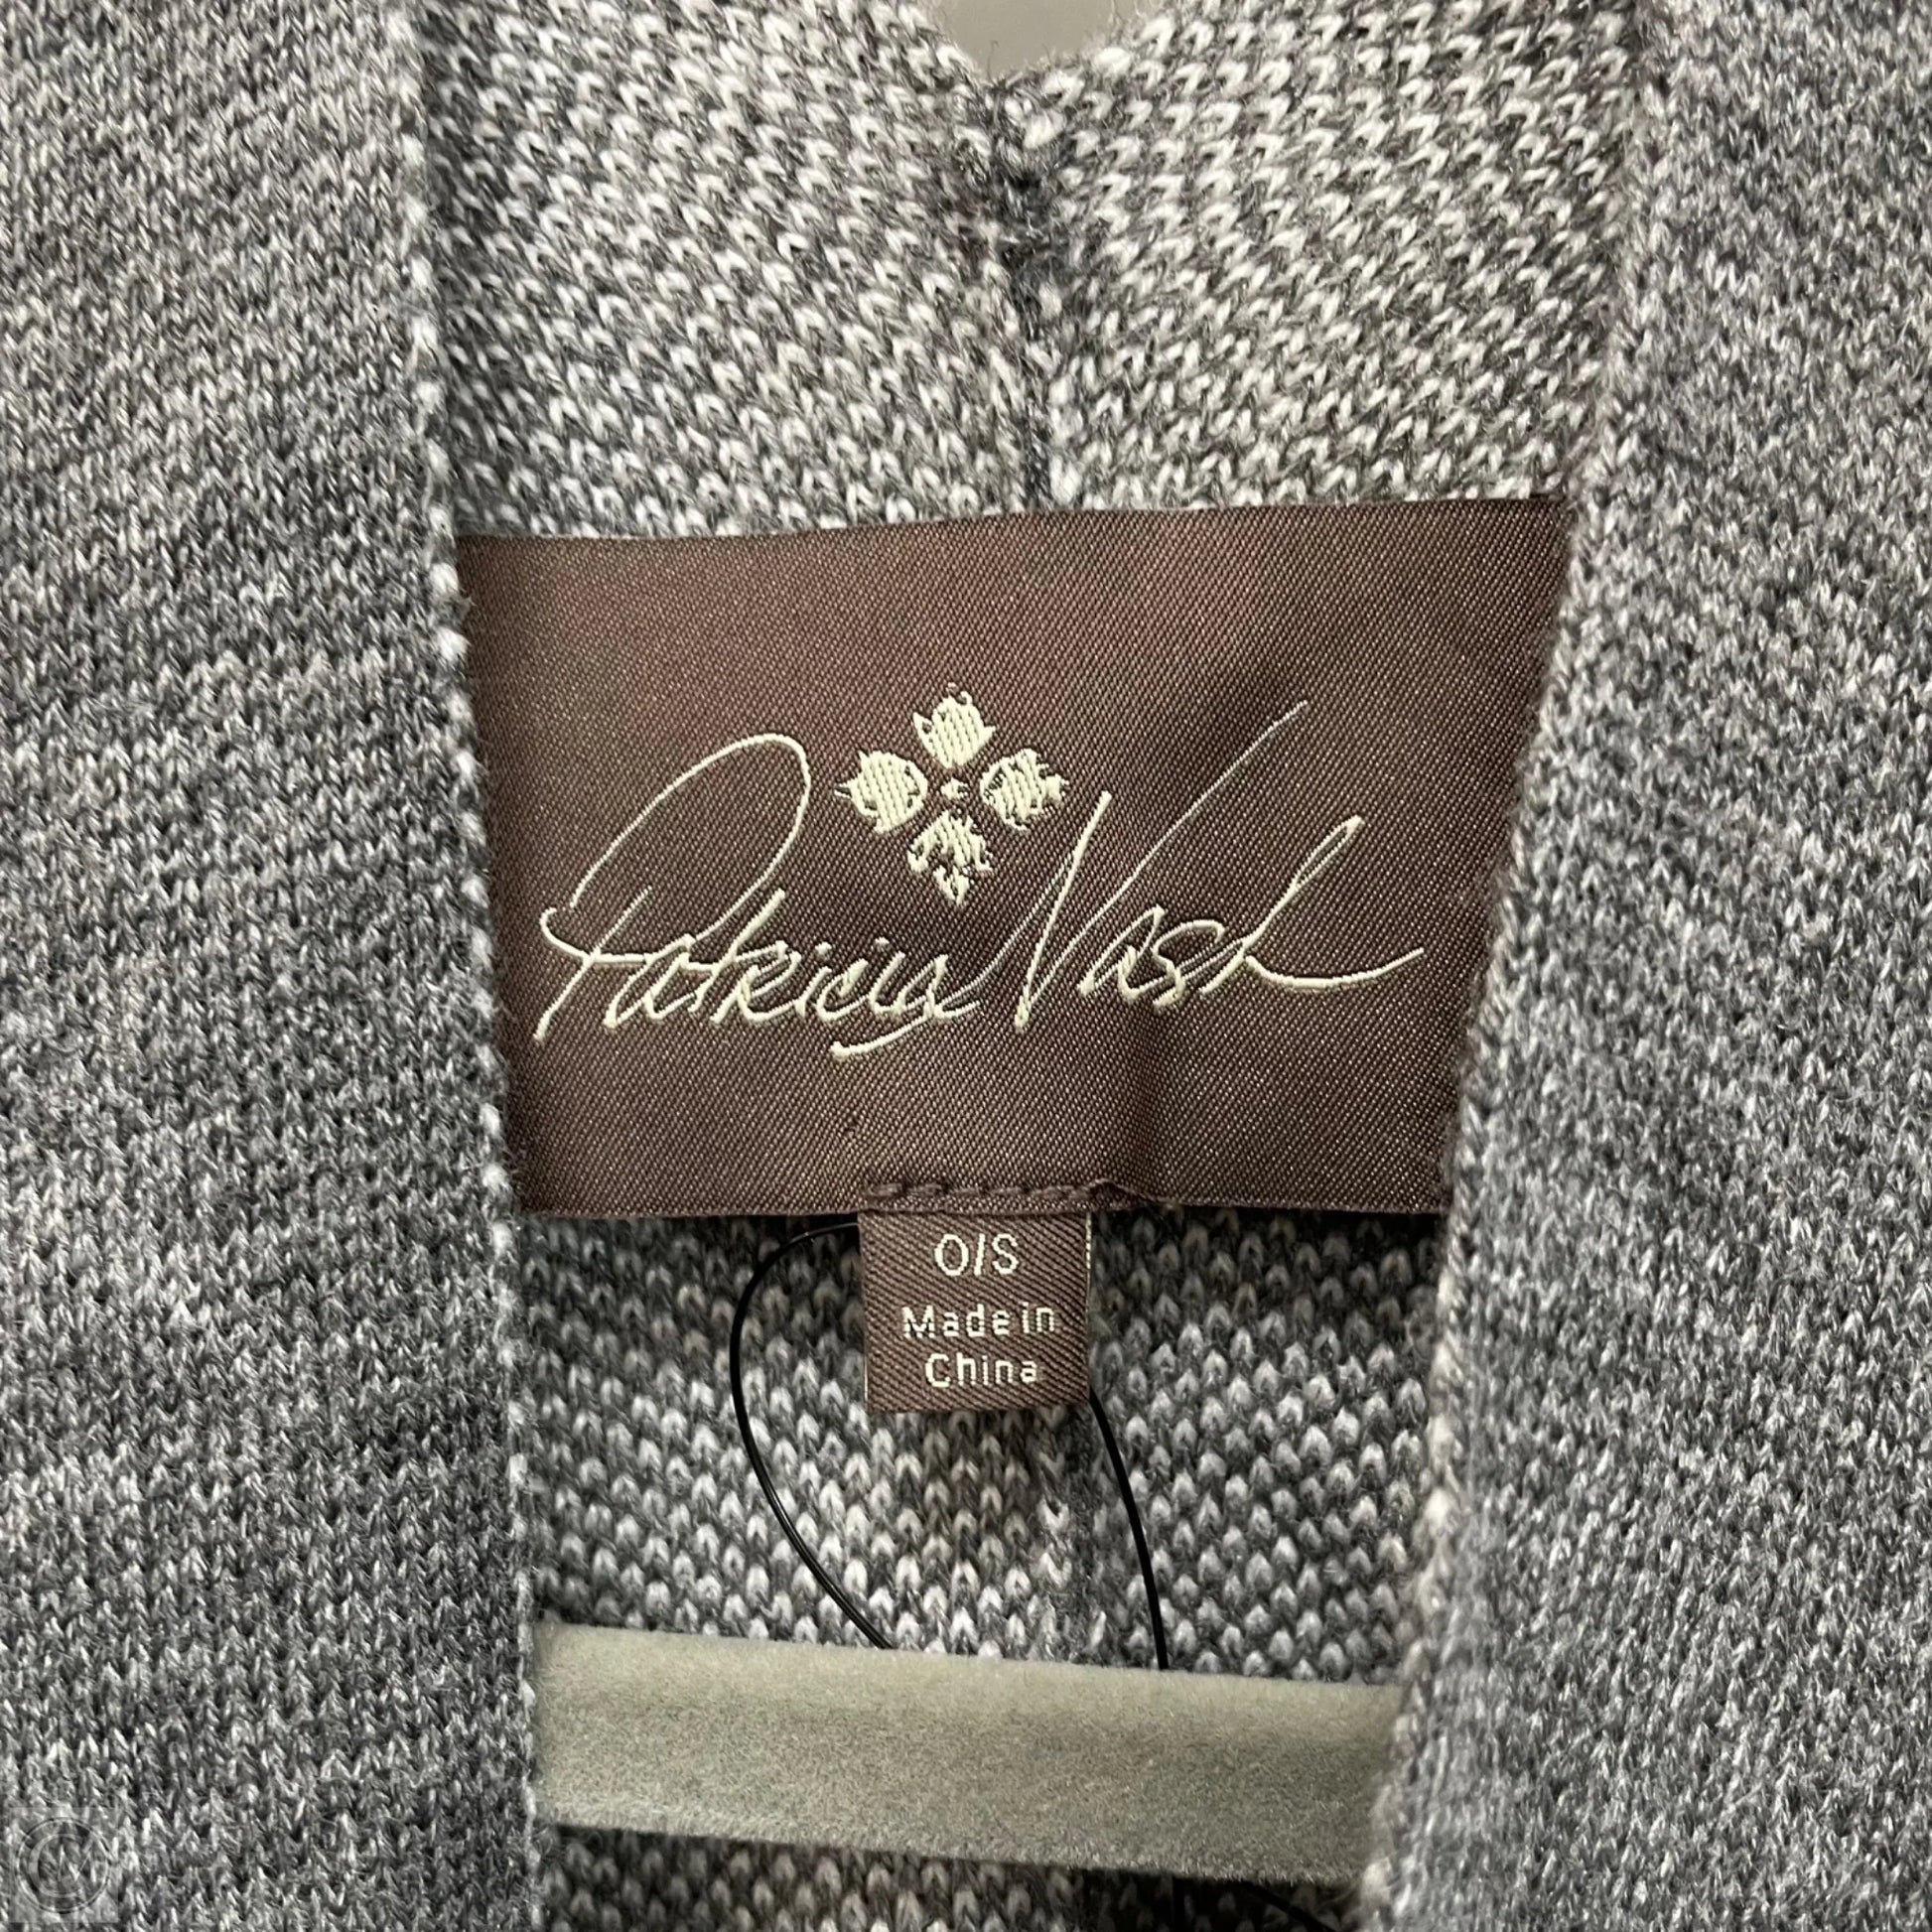 Patricia Nash
O/S
Made in
China